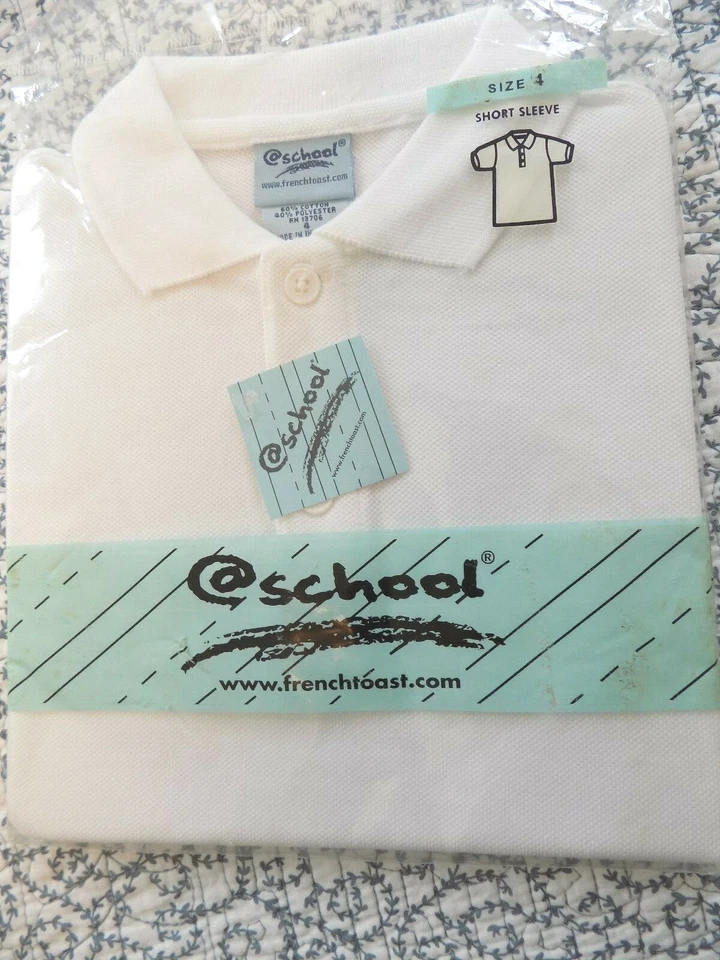 SIZE 4
SHORT SLEEVE
@school®
www.frenchtoast.com
60% COTTON
40% POLYESTER
RN 13706
4
@school
www.frenchtoast.com
@school®
www.frenchtoast.com